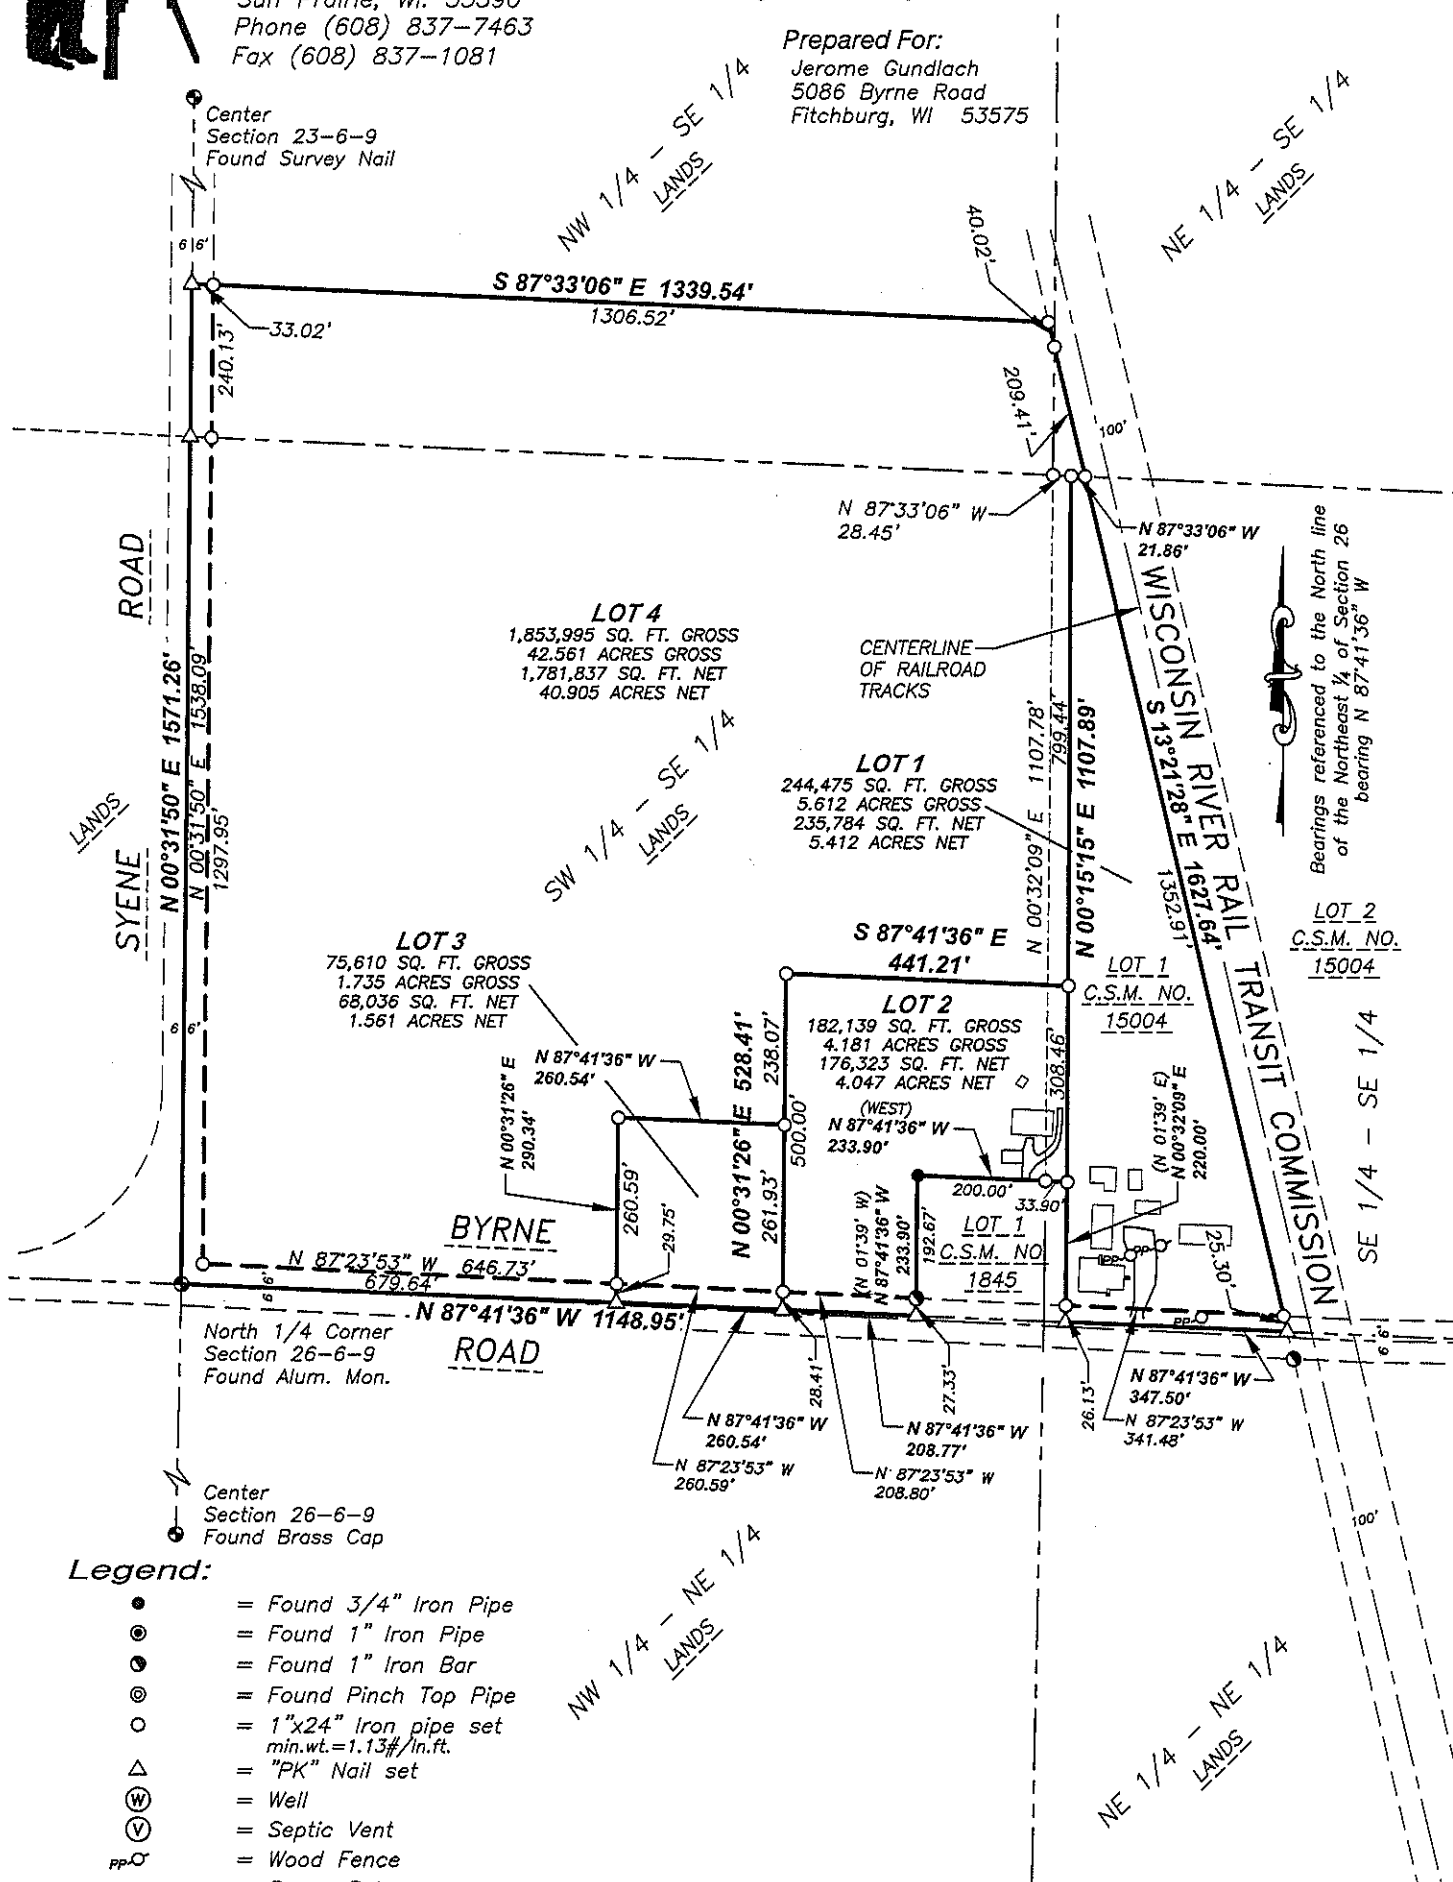 Sun Prairie, WI. 53590
Phone (608) 837-7463
Fax (608) 837-1081
Prepared For:
Jerome Gundlach
5086 Byrne Road
Fitchburg, WI 53575
Center
Section 23-6-9
Found Survey Nail
NW 1/4 - SE 1/4
LANDS
NE 1/4 - SE 1/4
LANDS
6 6'
S 87°33'06" E 1339.54'
1306.52'
33.02'
240.13'
40.02'
209.41'
100'
N 87°33'06" W
28.45'
N 87°33'06" W
21.86'
Bearings referenced to the North line
of the Northeast ¼ of Section 26
bearing N 87°41'36" W
SYENE ROAD
LANDS
N 00°31'50" E 1571.26'
N 00°31'50" E 1538.09'
1297.95'
6 6'
LOT 4
1,853,995 SQ. FT. GROSS
42.561 ACRES GROSS
1,781,837 SQ. FT. NET
40.905 ACRES NET
CENTERLINE
OF RAILROAD
TRACKS
WISCONSIN RIVER RAIL TRANSIT COMMISSION
S 13°21'28" E 1627.64'
1352.91'
N 00°32'09" E 1107.78'
799.44'
N 00°15'15" E 1107.89'
SW 1/4 - SE 1/4
LANDS
LOT 1
244,475 SQ. FT. GROSS
5.612 ACRES GROSS
235,784 SQ. FT. NET
5.412 ACRES NET
LOT 3
75,610 SQ. FT. GROSS
1.735 ACRES GROSS
68,036 SQ. FT. NET
1.561 ACRES NET
S 87°41'36" E
441.21'
LOT 2
182,139 SQ. FT. GROSS
4.181 ACRES GROSS
176,323 SQ. FT. NET
4.047 ACRES NET
LOT 1
C.S.M. NO.
15004
LOT 2
C.S.M. NO.
15004
SE 1/4 - SE 1/4
N 87°41'36" W
260.54'
N 00°31'26" E
290.34'
260.59'
29.75'
N 00°31'26" E 528.41'
238.07'
500.00'
261.93'
(WEST)
N 87°41'36" W
233.90'
200.00'
33.90'
308.46'
(N 01°39' E)
N 00°32'09" E
220.00'
(N 01°39' W)
N 87°41'36" W
233.90'
192.67'
LOT 1
C.S.M. NO
1845
PP
PP
PP
25.30'
BYRNE
N 87°23'53" W 646.73'
679.64'
6 6'
N 87°41'36" W 1148.95'
ROAD
6 6'
North 1/4 Corner
Section 26-6-9
Found Alum. Mon.
28.41'
27.33'
26.13'
N 87°41'36" W
347.50'
N 87°23'53" W
341.48'
N 87°41'36" W
260.54'
N 87°23'53" W
260.59'
N 87°41'36" W
208.77'
N 87°23'53" W
208.80'
Center
Section 26-6-9
Found Brass Cap
100'
NW 1/4 - NE 1/4
LANDS
NE 1/4 - NE 1/4
LANDS
Legend:
= Found 3/4" Iron Pipe
= Found 1" Iron Pipe
= Found 1" Iron Bar
= Found Pinch Top Pipe
= 1"x24" Iron pipe set
min.wt.=1.13#/ln.ft.
= "PK" Nail set
W = Well
V = Septic Vent
PP = Wood Fence